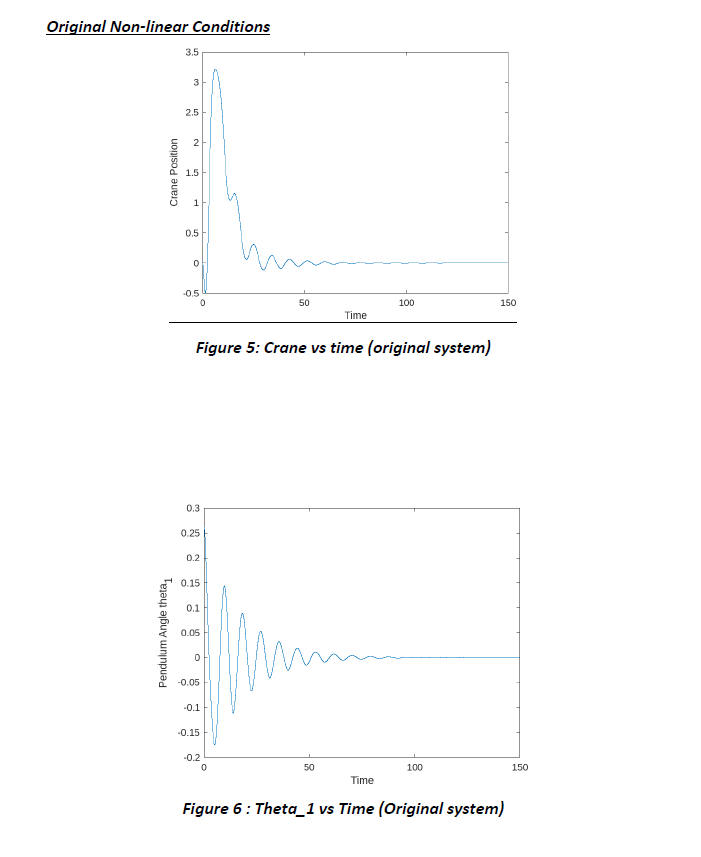 Original Non-linear Conditions
3.5
3
2.5
2
1.5
1
0.5
0
-0.5
Crane Position
0 50 100 150
Time
Figure 5: Crane vs time (original system)
0.3
0.25
0.2
0.15
0.1
0.05
0
-0.05
-0.1
-0.15
-0.2
Pendulum Angle theta1
0 50 100 150
Time
Figure 6 : Theta_1 vs Time (Original system)